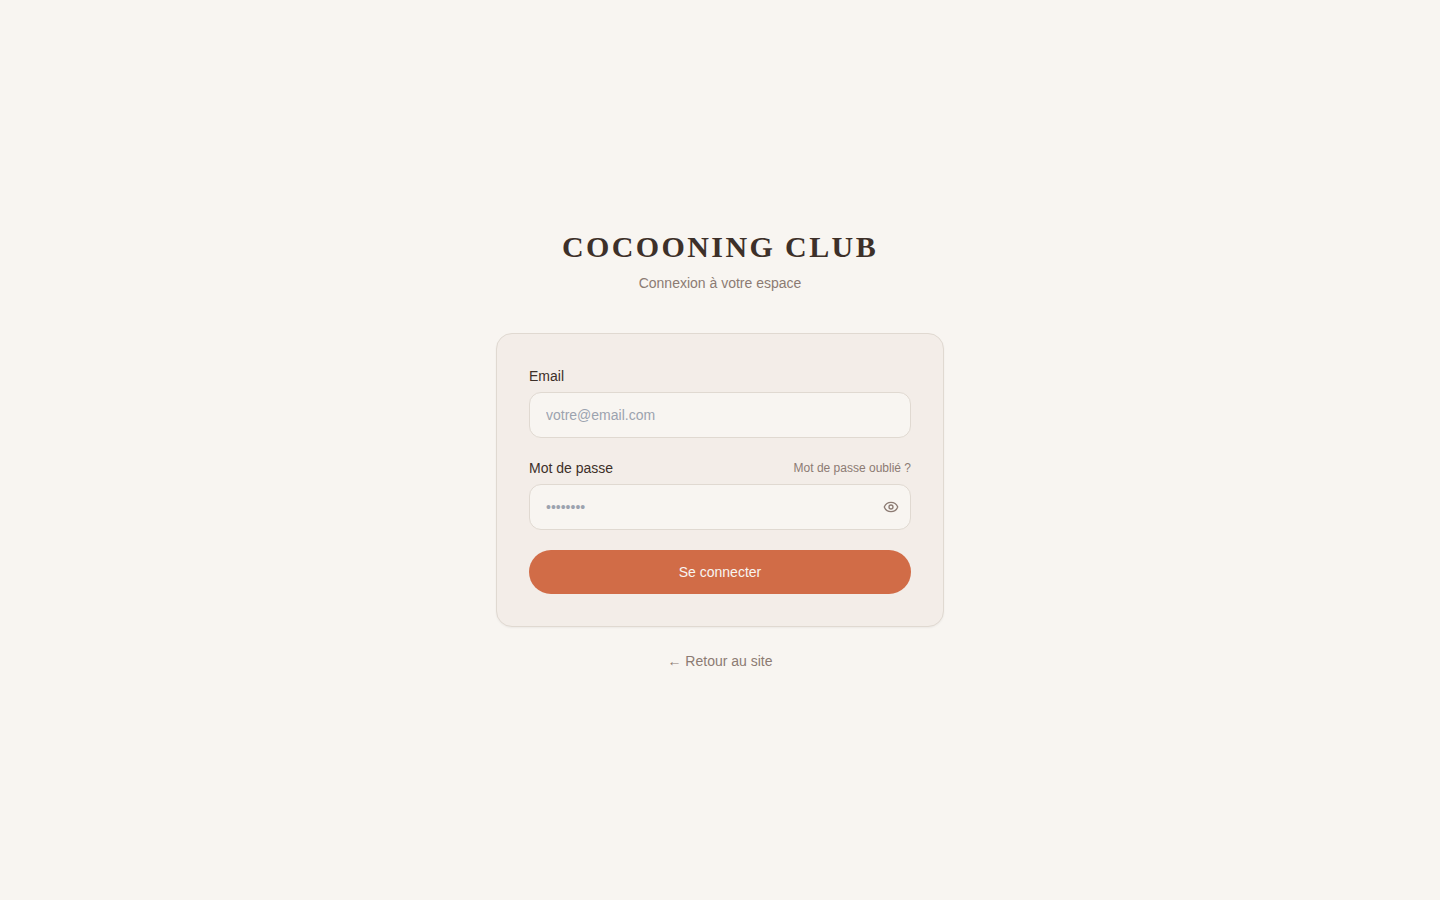 COCOONING CLUB
Connexion à votre espace
Email
votre@email.com
Mot de passe
Mot de passe oublié ?
••••••••
Se connecter
← Retour au site